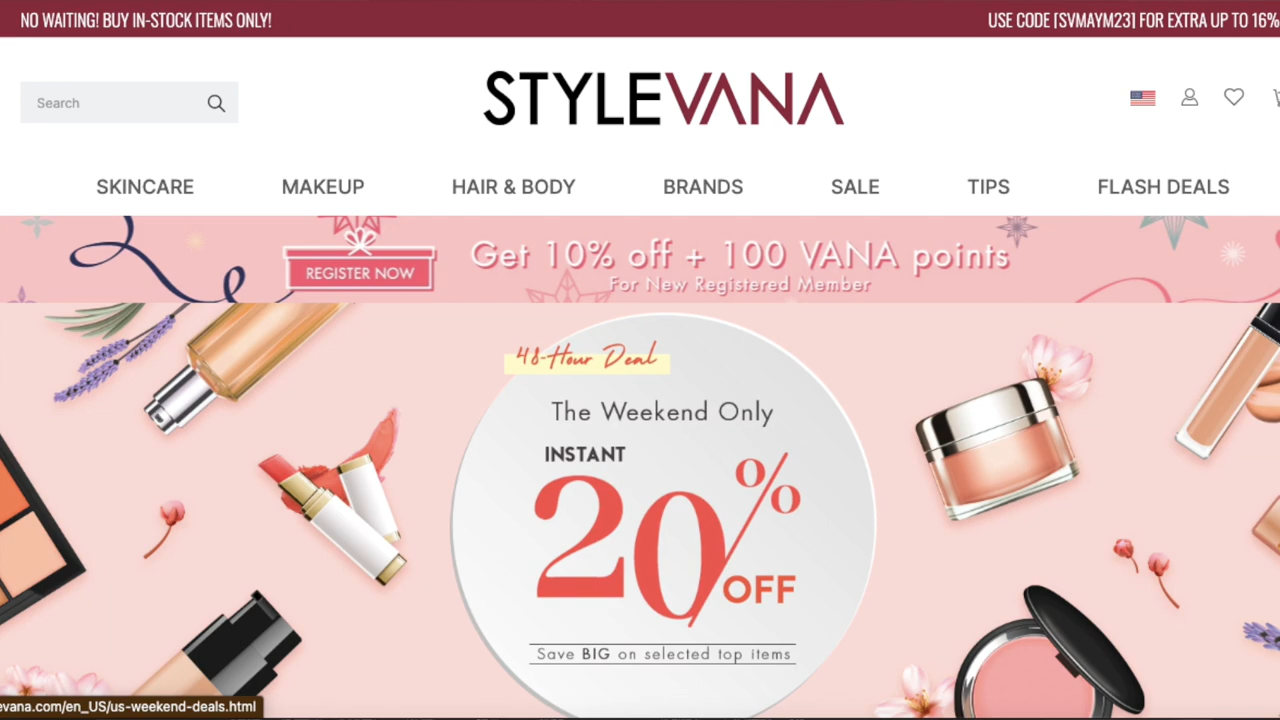 NO WAITING! BUY IN-STOCK ITEMS ONLY!
USE CODE [SVMAYM23] FOR EXTRA UP TO 16%
Search
STYLEVANA
SKINCARE MAKEUP HAIR & BODY BRANDS SALE TIPS FLASH DEALS
REGISTER NOW
Get 10% off + 100 VANA points
For New Registered Member
48-Hour Deal
The Weekend Only
INSTANT
20%
OFF
Save BIG on selected top items
evana.com/en_US/us-weekend-deals.html